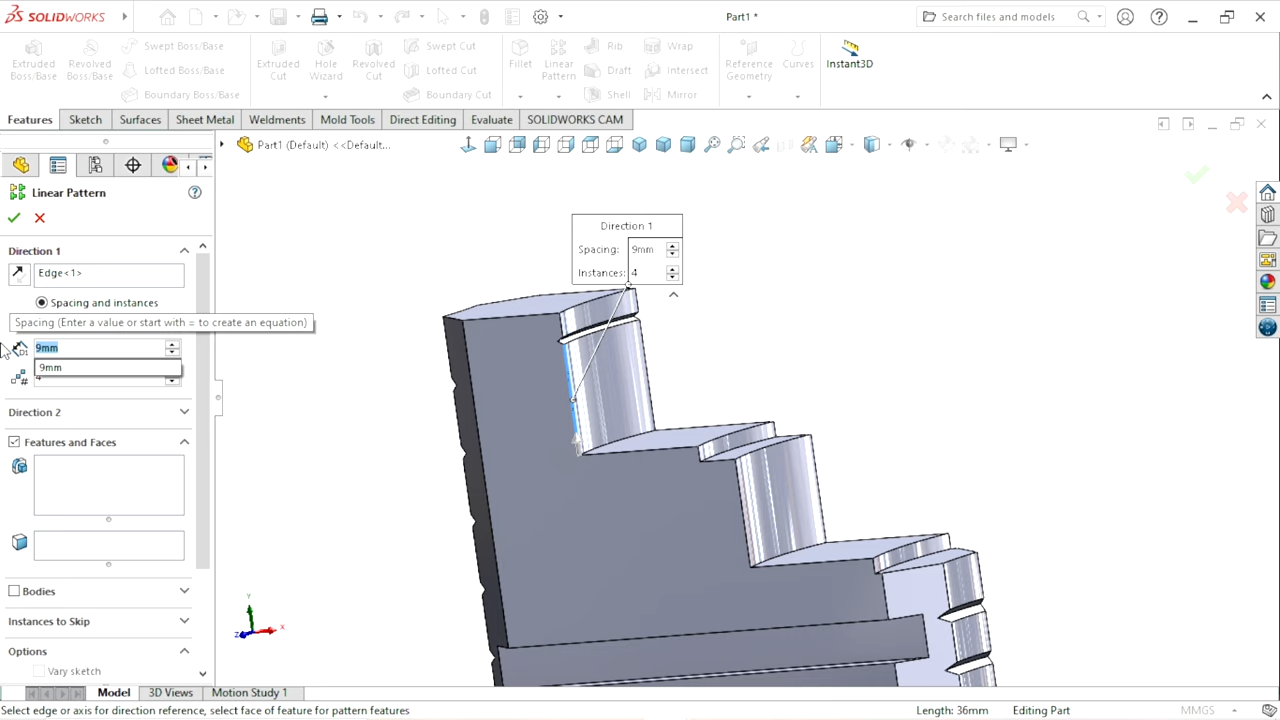 SOLIDWORKS
Part1 *
Search files and models
Extruded Boss/Base
Revolved Boss/Base
Swept Boss/Base
Lofted Boss/Base
Boundary Boss/Base
Extruded Cut
Hole Wizard
Revolved Cut
Swept Cut
Lofted Cut
Boundary Cut
Fillet
Linear Pattern
Rib
Draft
Shell
Wrap
Intersect
Mirror
Reference Geometry
Curves
Instant3D
Features
Sketch
Surfaces
Sheet Metal
Weldments
Mold Tools
Direct Editing
Evaluate
SOLIDWORKS CAM
Part1 (Default) <<Default...
Linear Pattern
Direction 1
Edge<1>
Spacing and instances
Spacing (Enter a value or start with = to create an equation)
9mm
9mm
Direction 2
Features and Faces
Bodies
Instances to Skip
Options
Vary sketch
Direction 1
Spacing: 9mm
Instances: 4
Y
Z
X
Model
3D Views
Motion Study 1
Select edge or axis for direction reference, select face of feature for pattern features
Length: 36mm
Editing Part
MMGS